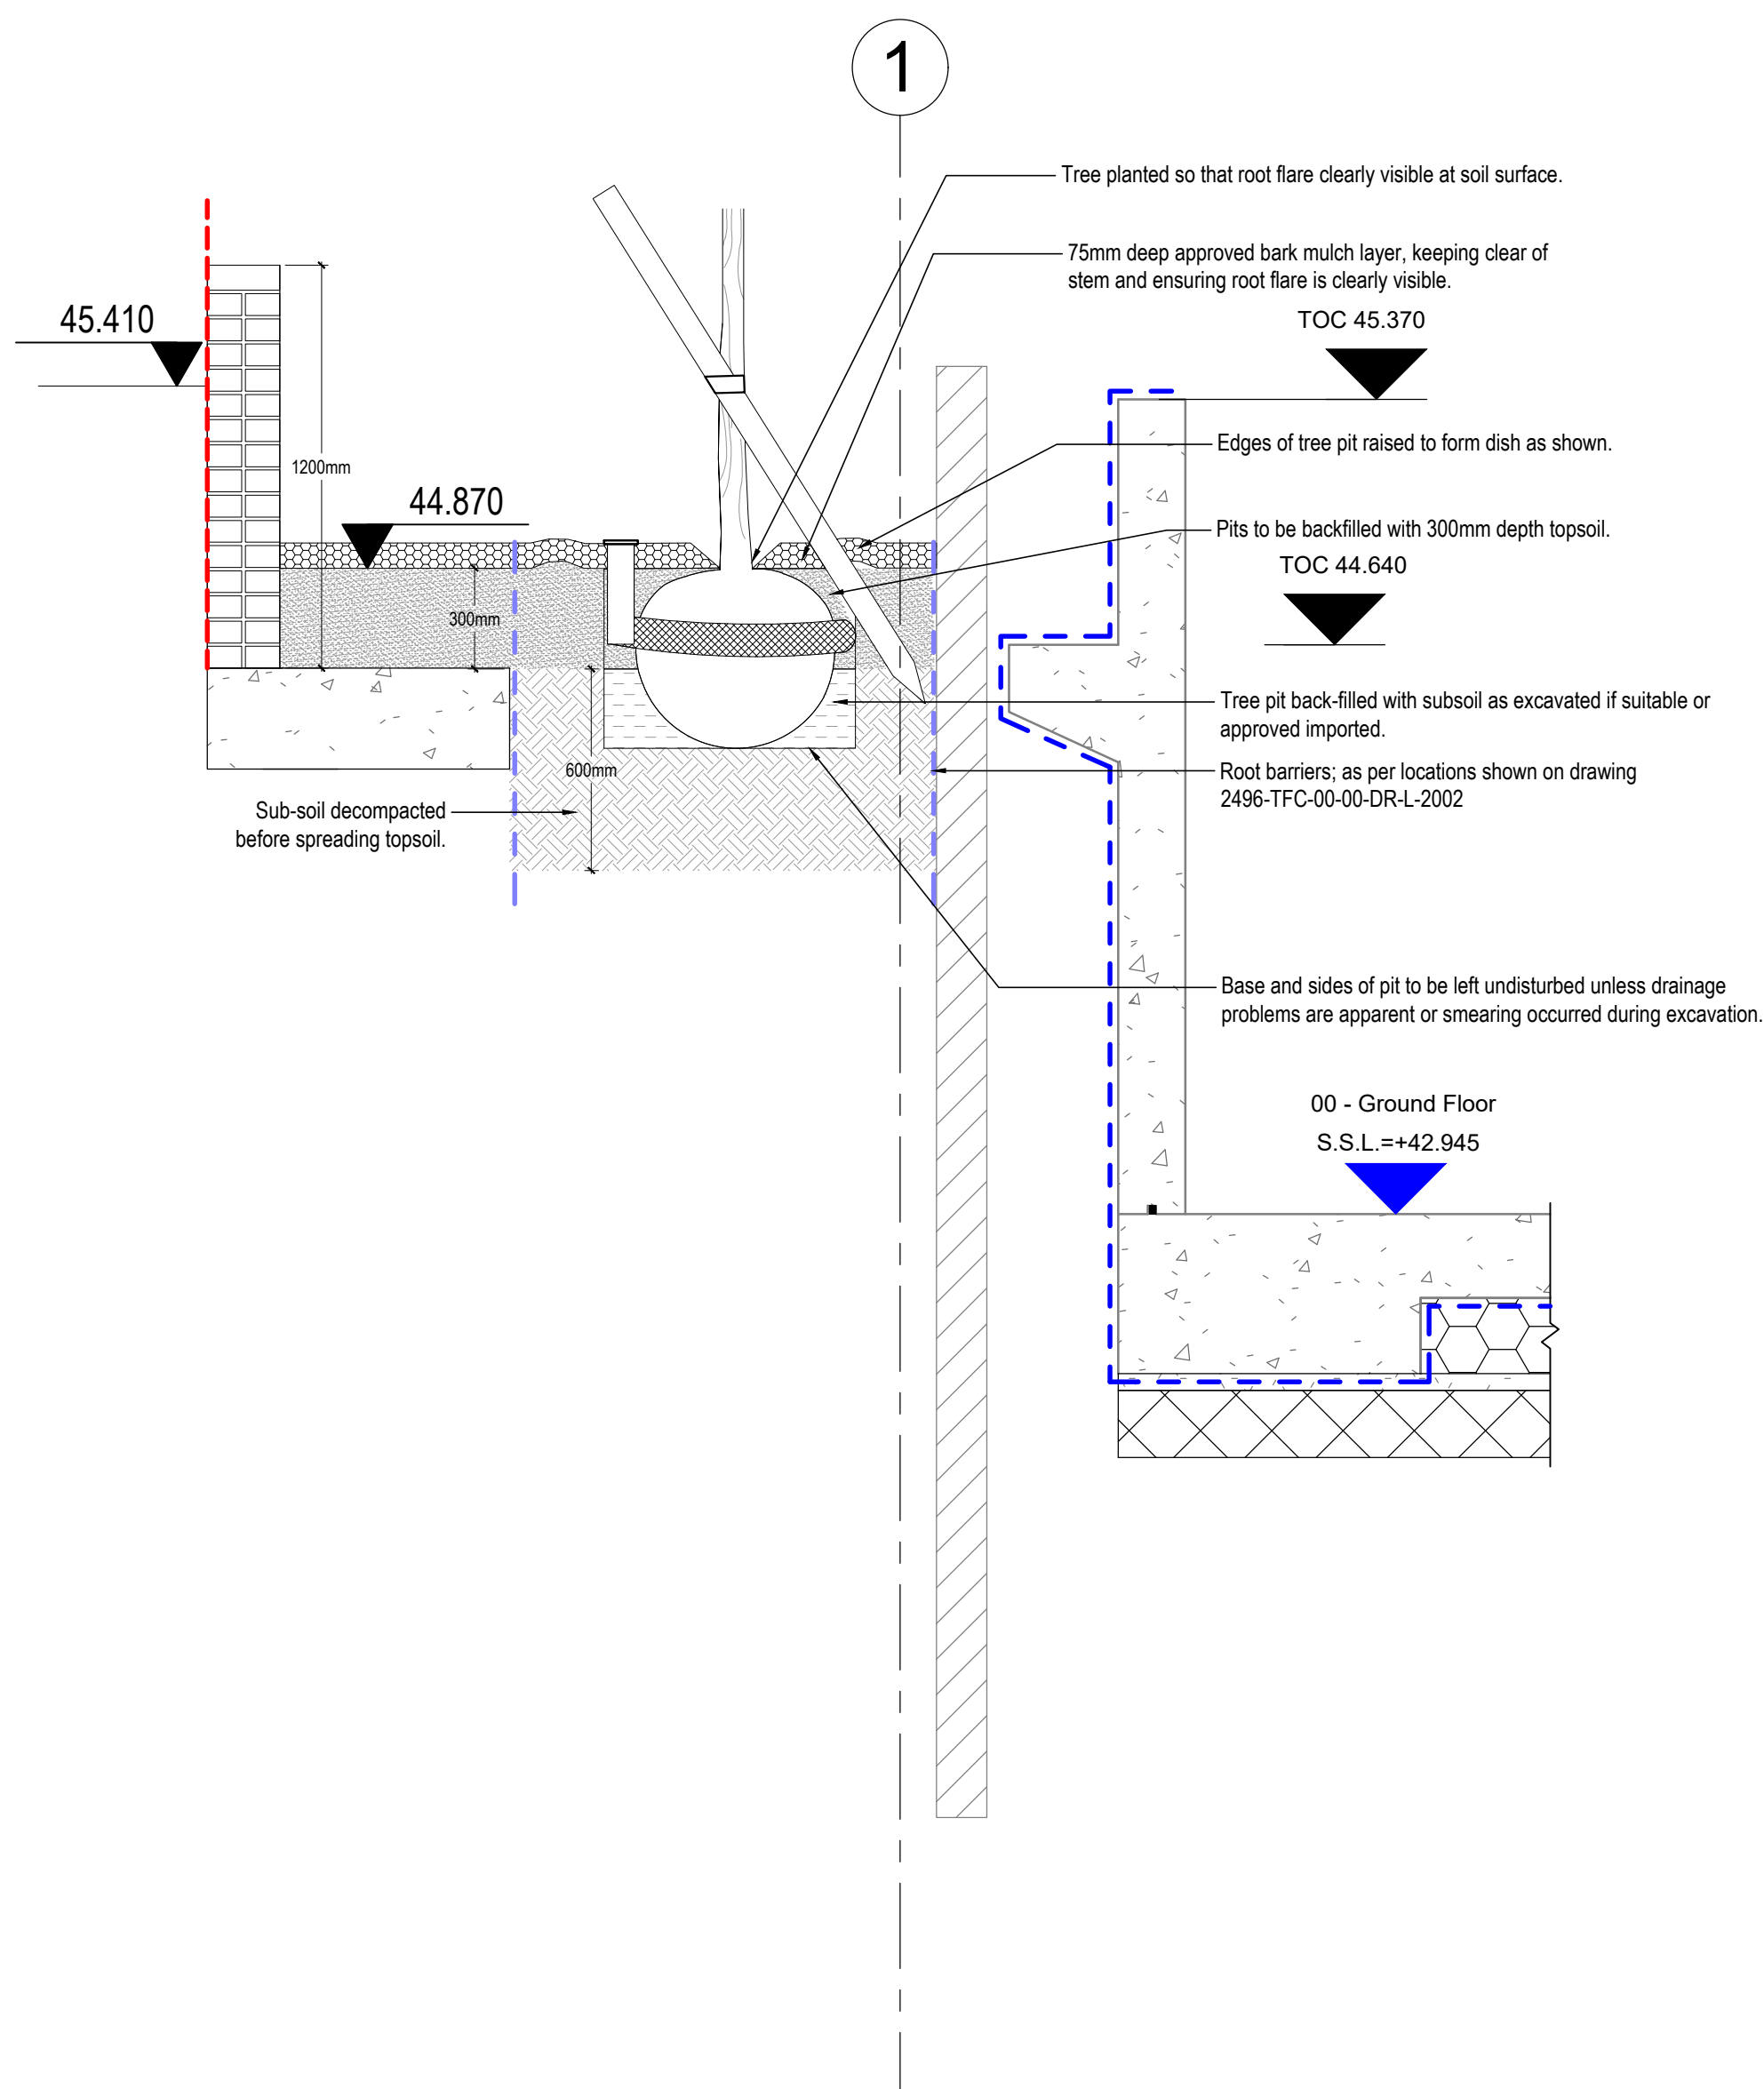 1
Tree planted so that root flare clearly visible at soil surface.
75mm deep approved bark mulch layer, keeping clear of
stem and ensuring root flare is clearly visible.
TOC 45.370
45.410
Edges of tree pit raised to form dish as shown.
1200mm
44.870
Pits to be backfilled with 300mm depth topsoil.
TOC 44.640
300mm
Tree pit back-filled with subsoil as excavated if suitable or
approved imported.
600mm
Root barriers; as per locations shown on drawing
2496-TFC-00-00-DR-L-2002
Sub-soil decompacted
before spreading topsoil.
Base and sides of pit to be left undisturbed unless drainage
problems are apparent or smearing occurred during excavation.
00 - Ground Floor
S.S.L.=+42.945